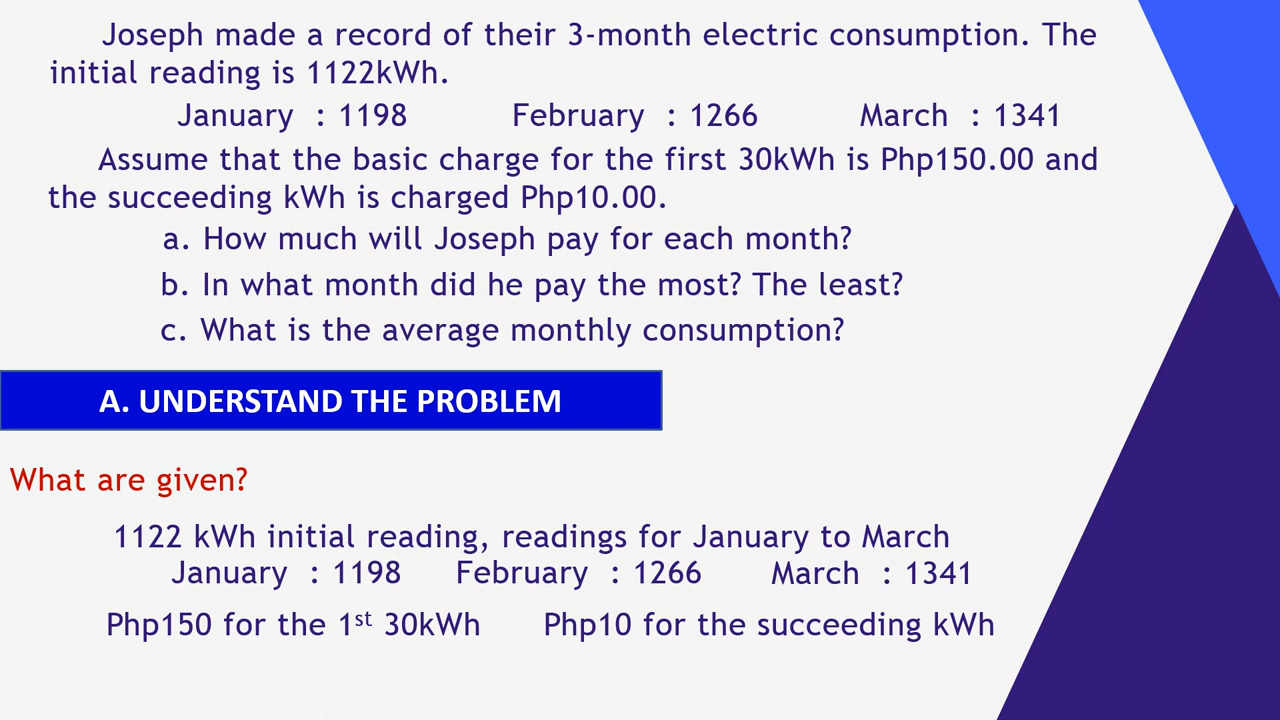 Joseph made a record of their 3-month electric consumption. The
initial reading is 1122kWh.
January : 1198 February : 1266 March : 1341
Assume that the basic charge for the first 30kWh is Php150.00 and
the succeeding kWh is charged Php10.00.
a. How much will Joseph pay for each month?
b. In what month did he pay the most? The least?
c. What is the average monthly consumption?
A. UNDERSTAND THE PROBLEM
What are given?
1122 kWh initial reading, readings for January to March
January : 1198 February : 1266 March : 1341
Php150 for the 1st 30kWh Php10 for the succeeding kWh